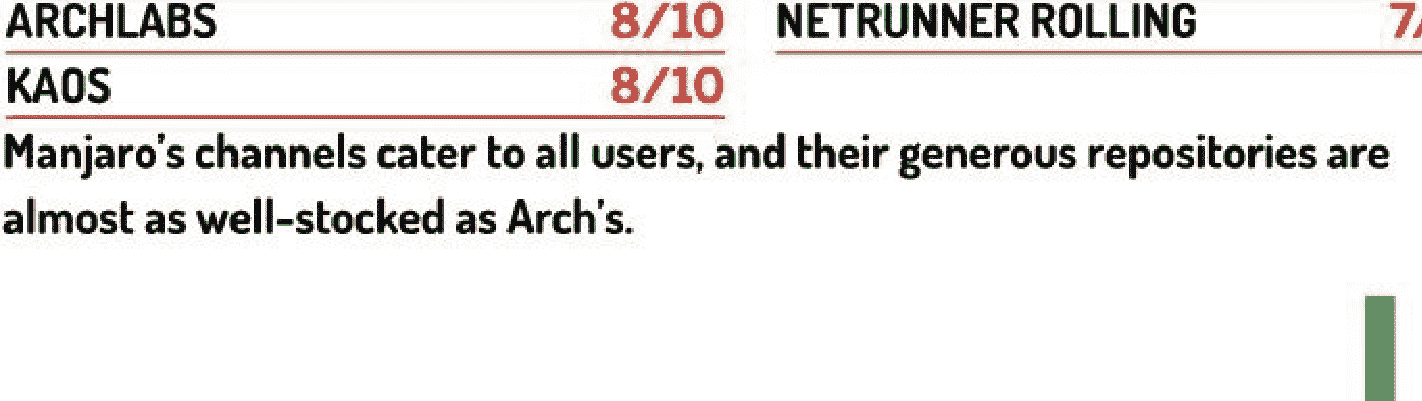 ARCHLABS 8/10 NETRUNNER ROLLING 7/
KAOS 8/10
Manjaro's channels cater to all users, and their generous repositories are
almost as well-stocked as Arch's.